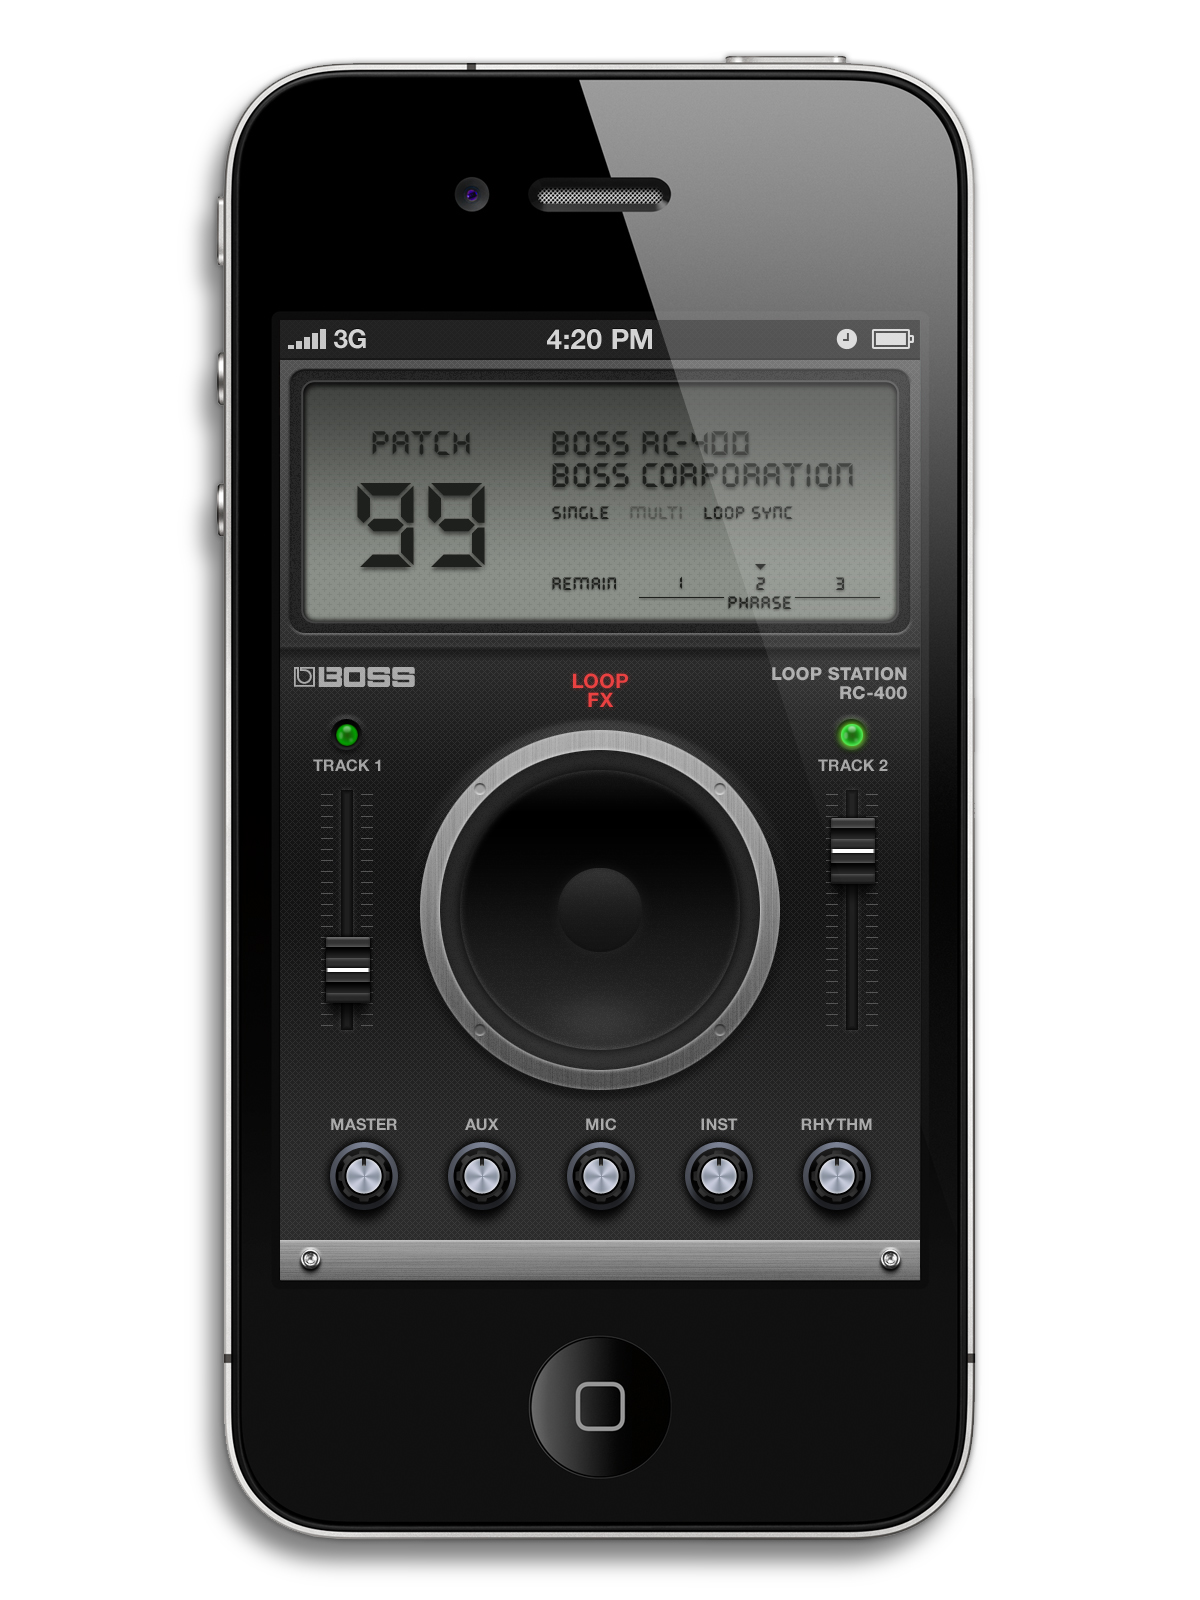 3G 4:20 PM
PATCH
99
BOSS RC-400
BOSS CORPORATION
SINGLE MULTI LOOP SYNC
REMAIN 1 2 3
PHRASE
BOSS
LOOP
FX
LOOP STATION
RC-400
TRACK 1
TRACK 2
MASTER AUX MIC INST RHYTHM